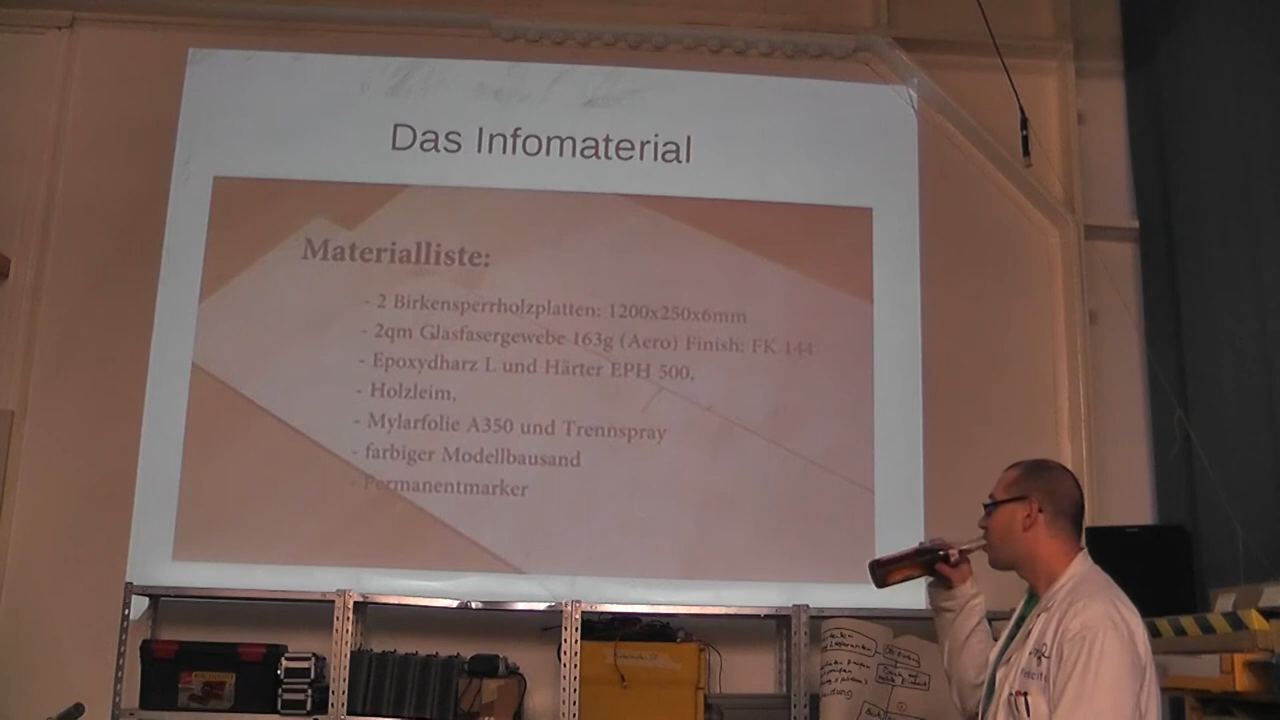 Das Infomaterial
Materialliste:
- 2 Birkensperrholzplatten: 1200x250x6mm
- 2qm Glasfasergewebe 163g (Aero) Finish: FK 144
- Epoxydharz L und Härter EPH 500,
- Holzleim,
- Mylarfolie A350 und Trennspray
- farbiger Modellbausand
- Permanentmarker